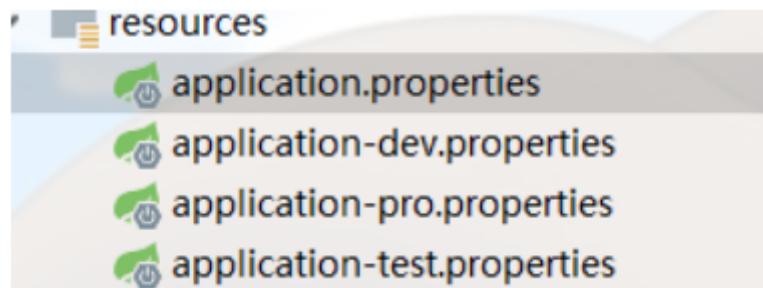 resources
application.properties
application-dev.properties
application-pro.properties
application-test.properties